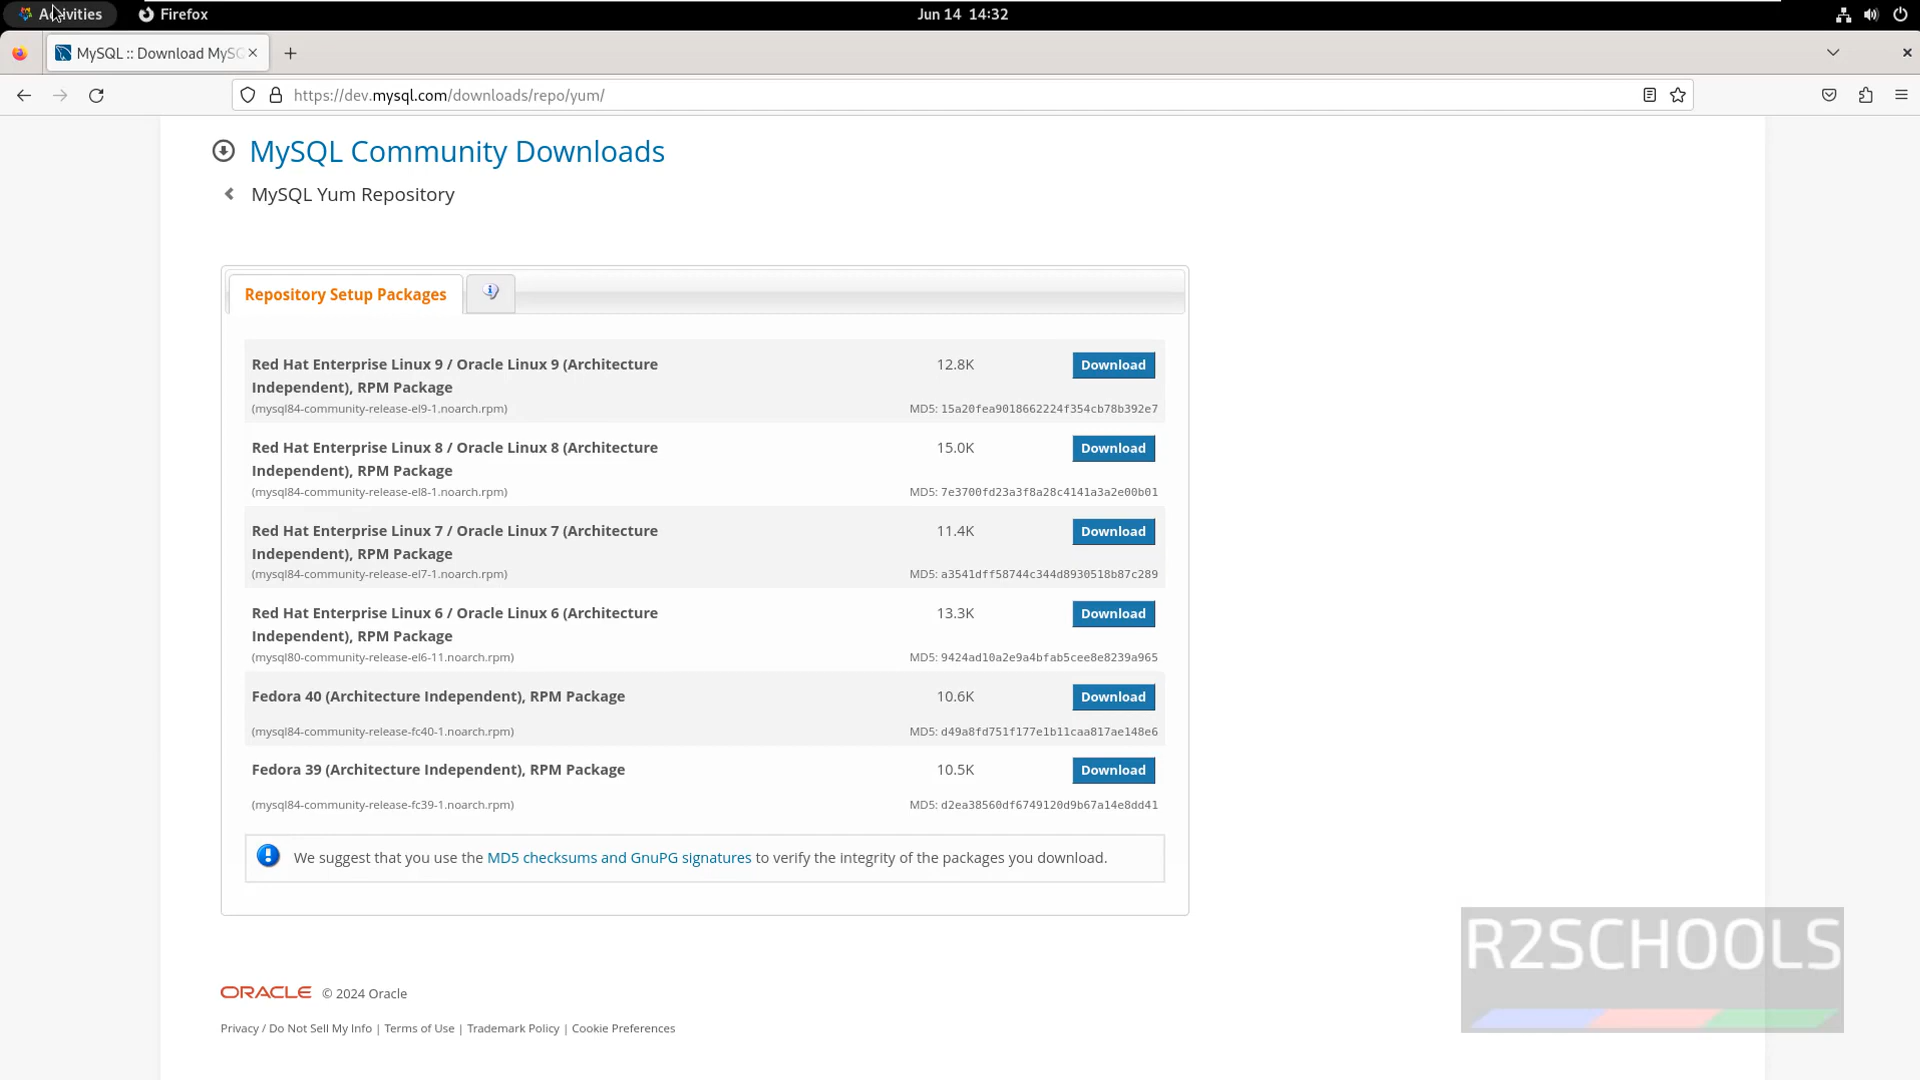 Activities
Firefox
Jun 14 14:32
MySQL :: Download MySQ
https://dev.mysql.com/downloads/repo/yum/
MySQL Community Downloads
MySQL Yum Repository
Repository Setup Packages
Red Hat Enterprise Linux 9 / Oracle Linux 9 (Architecture
Independent), RPM Package
12.8K
Download
(mysql84-community-release-el9-1.noarch.rpm)
MD5: 15a20fea9018662224f354cb78b392e7
Red Hat Enterprise Linux 8 / Oracle Linux 8 (Architecture
Independent), RPM Package
15.0K
Download
(mysql84-community-release-el8-1.noarch.rpm)
MD5: 7e3700fd23a3f8a28c4141a3a2e00b01
Red Hat Enterprise Linux 7 / Oracle Linux 7 (Architecture
Independent), RPM Package
11.4K
Download
(mysql84-community-release-el7-1.noarch.rpm)
MD5: a3541dff58744c344d8930518b87c289
Red Hat Enterprise Linux 6 / Oracle Linux 6 (Architecture
Independent), RPM Package
13.3K
Download
(mysql80-community-release-el6-11.noarch.rpm)
MD5: 9424ad10a2e9a4bfab5cee8e8239a965
Fedora 40 (Architecture Independent), RPM Package
10.6K
Download
(mysql84-community-release-fc40-1.noarch.rpm)
MD5: d49a8fd751f177e1b11caa817ae148e6
Fedora 39 (Architecture Independent), RPM Package
10.5K
Download
(mysql84-community-release-fc39-1.noarch.rpm)
MD5: d2ea38560df6749120d9b67a14e8dd41
We suggest that you use the MD5 checksums and GnuPG signatures to verify the integrity of the packages you download.
R2SCHOOLS
ORACLE © 2024 Oracle
Privacy / Do Not Sell My Info | Terms of Use | Trademark Policy | Cookie Preferences